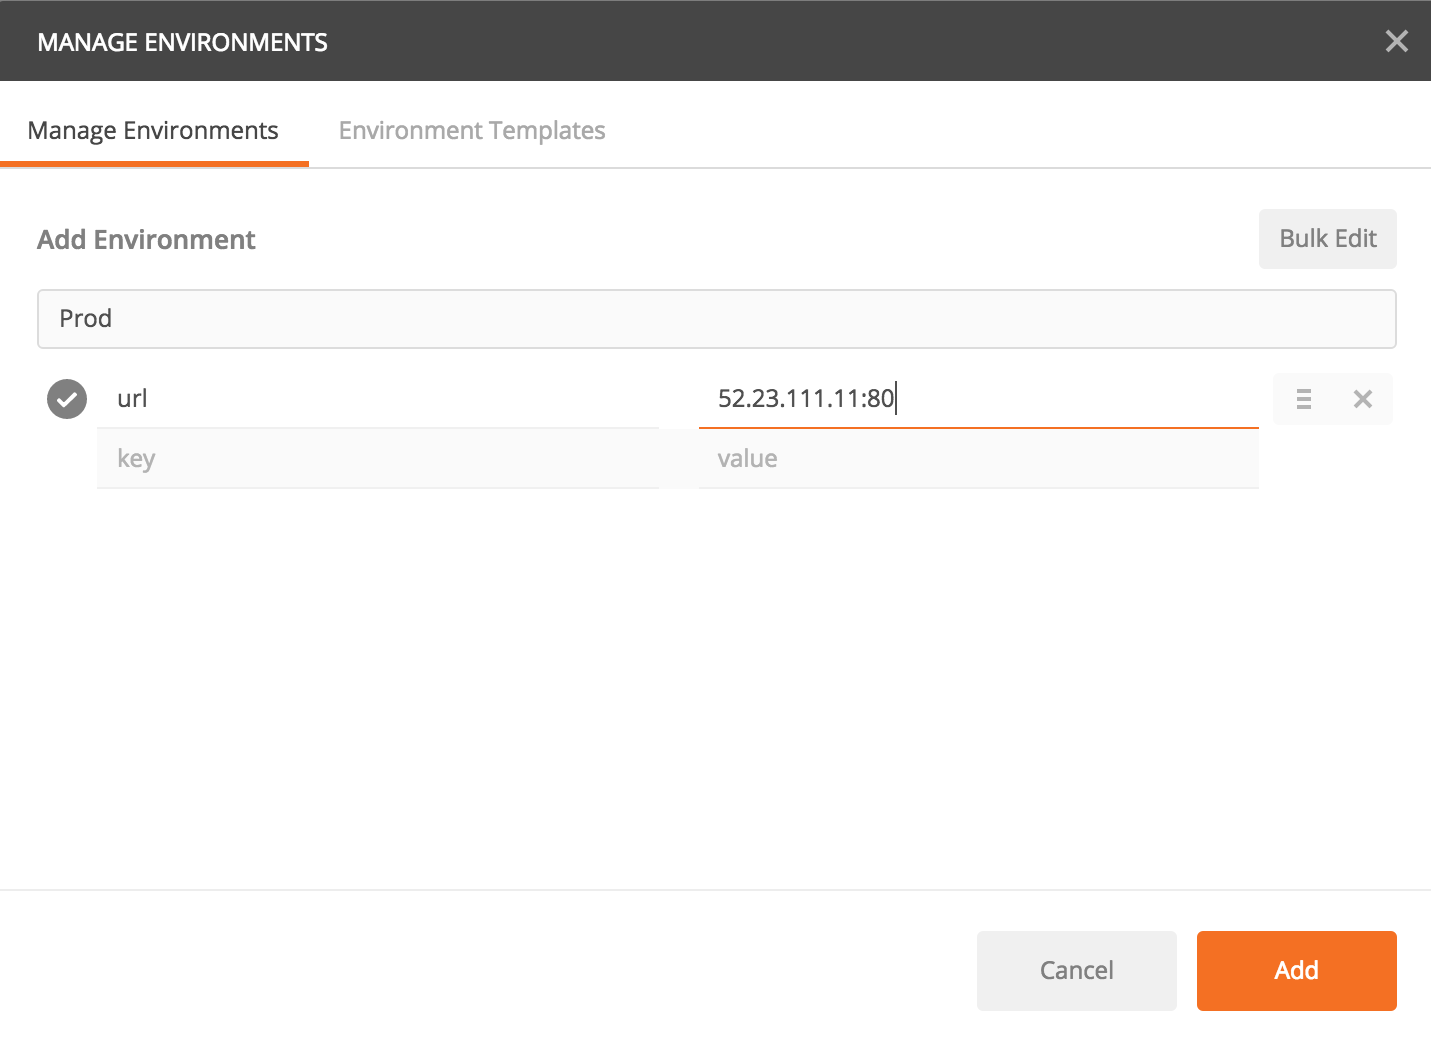 MANAGE ENVIRONMENTS
Manage Environments Environment Templates
Add Environment Bulk Edit
Prod
url 52.23.111.11:80
key value
Cancel Add